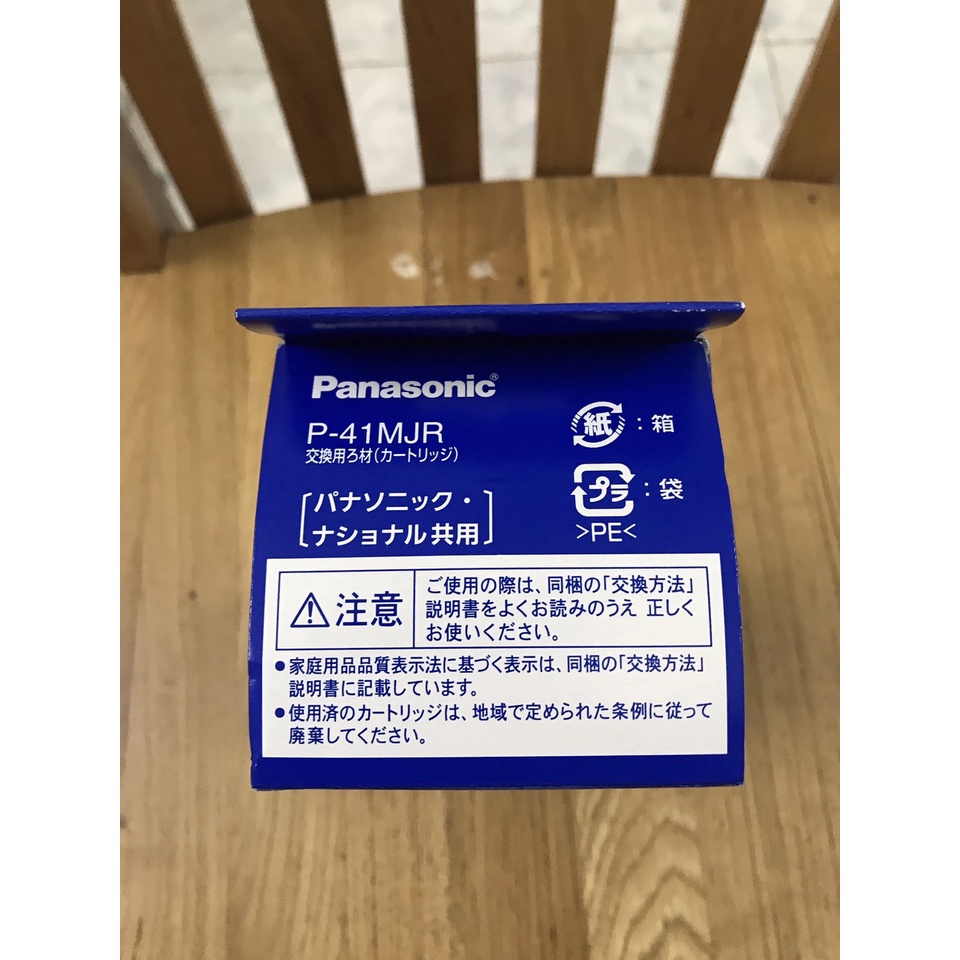 Panasonic®
P-41MJR
交換用ろ材(カートリッジ)
[パナソニック・
ナショナル共用]
紙:箱
プラ:袋
>PE<
注意
ご使用の際は、同梱の「交換方法」
説明書をよくお読みのうえ 正しく
お使いください。
●家庭用品品質表示法に基づく表示は、同梱の「交換方法」
説明書に記載しています。
●使用済のカートリッジは、地域で定められた条例に従って
廃棄してください。